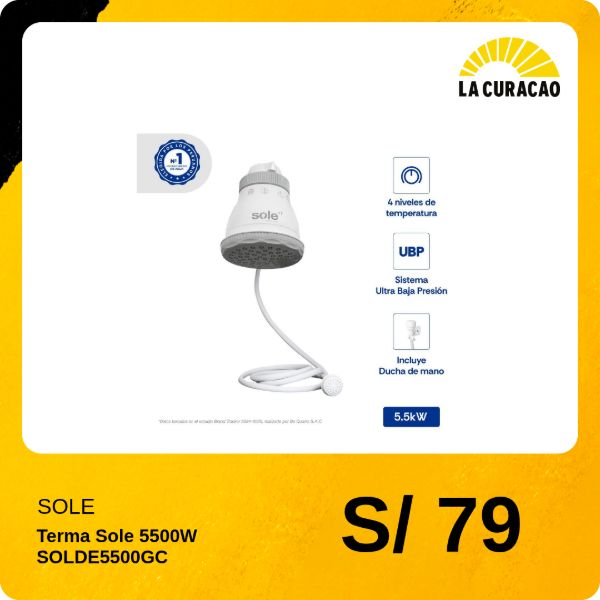 LA CURACAO
Nº1
sole
4 niveles de
temperatura
UBP
Sistema
Ultra Baja Presión
Incluye
Ducha de mano
5.5kW
SOLE
Terma Sole 5500W
SOLDE5500GC
S/ 79